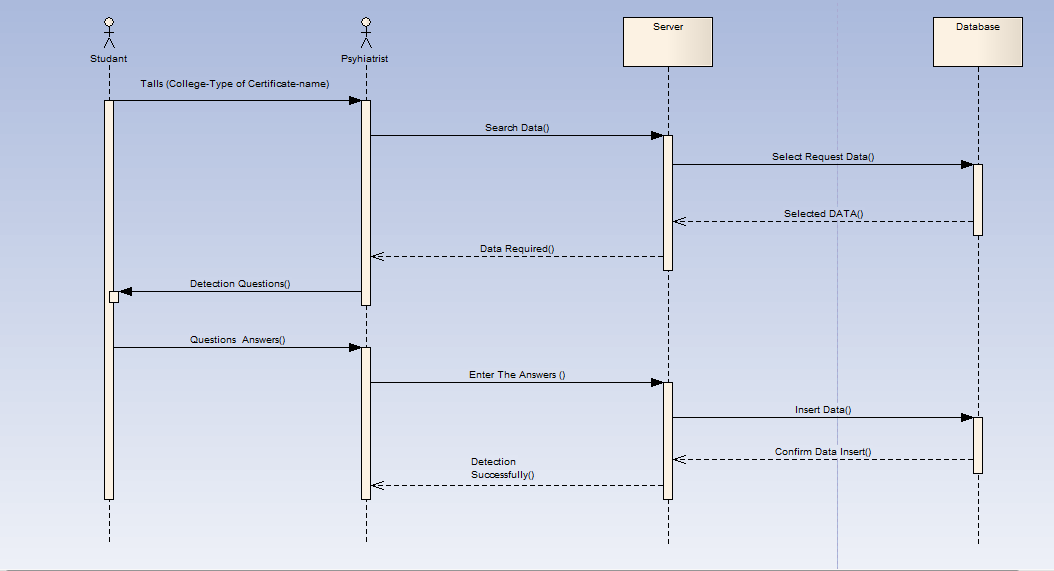 Studant
Psyhiatrist
Server
Database
Talls (College-Type of Certificate-name)
Search Data()
Select Request Data()
Selected DATA()
Data Required()
Detection Questions()
Questions  Answers()
Enter The Answers ()
Insert Data()
Confirm Data Insert()
Detection
Successfully()